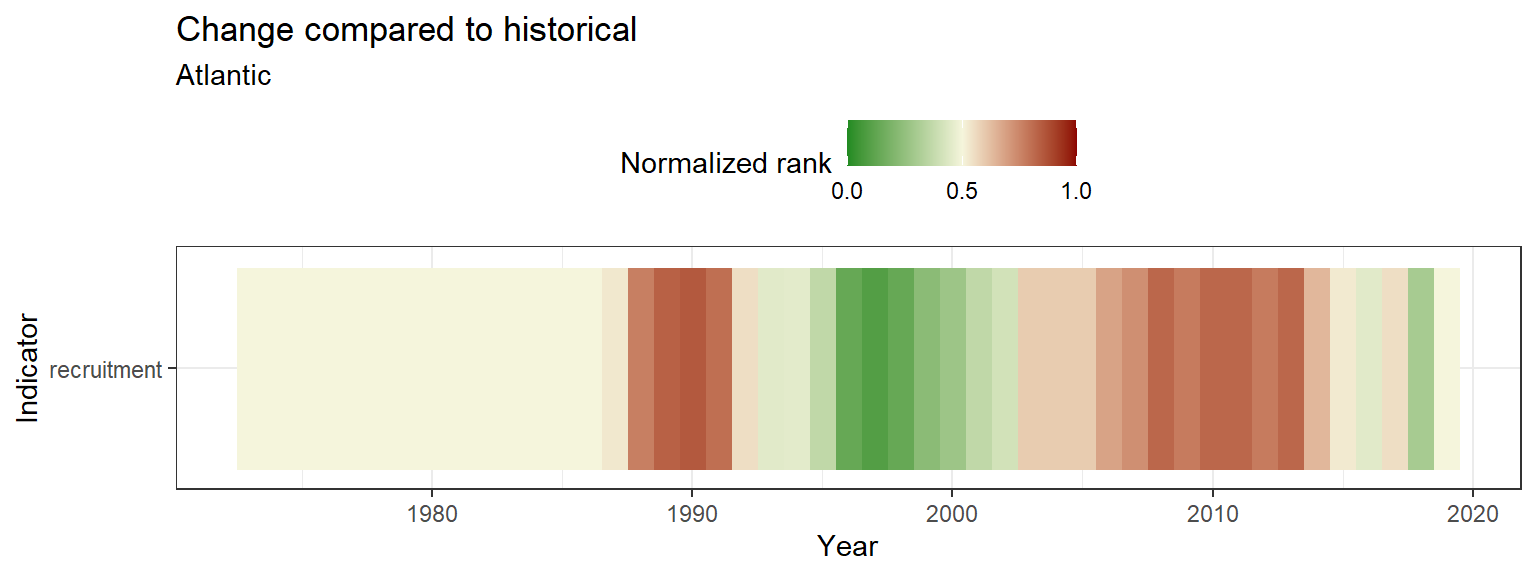 Change compared to historical
Atlantic
Normalized rank
0.0 0.5 1.0
Indicator
recruitment
1980 1990 2000 2010 2020
Year